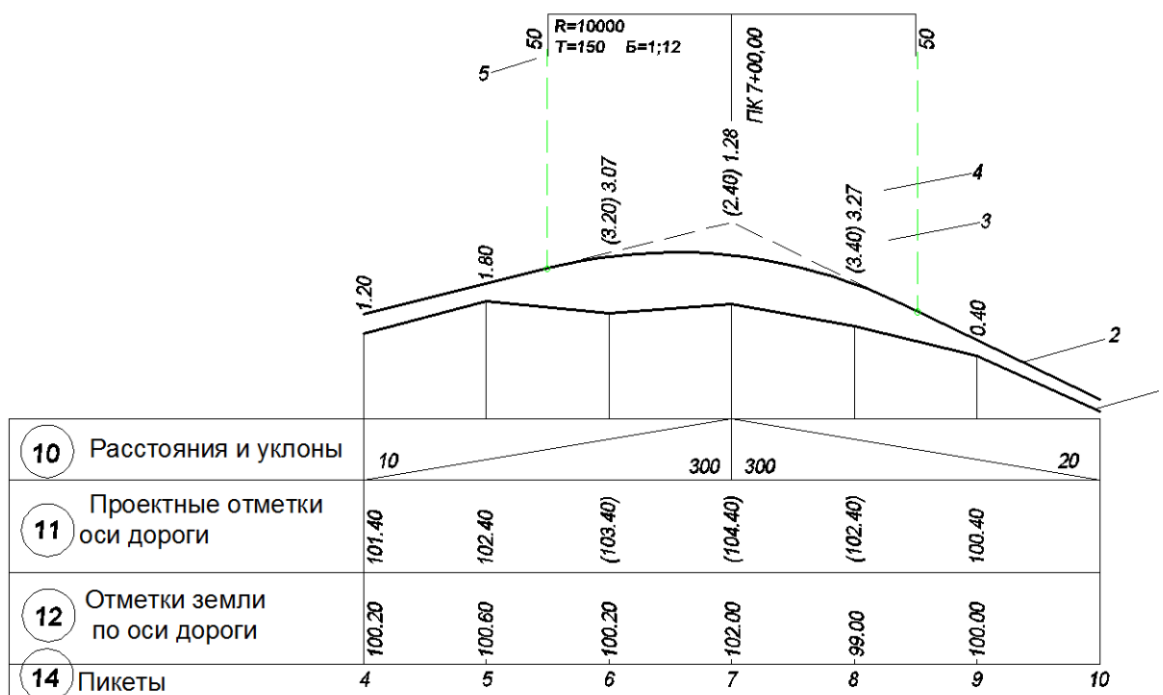 50
R=10000
T=150 Б=1;12
50
5
ПК 7+00,00
1.20
1.80
(3.20) 3.07
(2.40) 1.28
(3.40) 3.27
4
3
0.40
2
10 Расстояния и уклоны 10 300 300 20
11 Проектные отметки
оси дороги
101.40 102.40 (103.40) (104.40) (102.40) 100.40
12 Отметки земли
по оси дороги
100.20 100.60 100.20 102.00 99.00 100.00
14 Пикеты 4 5 6 7 8 9 10